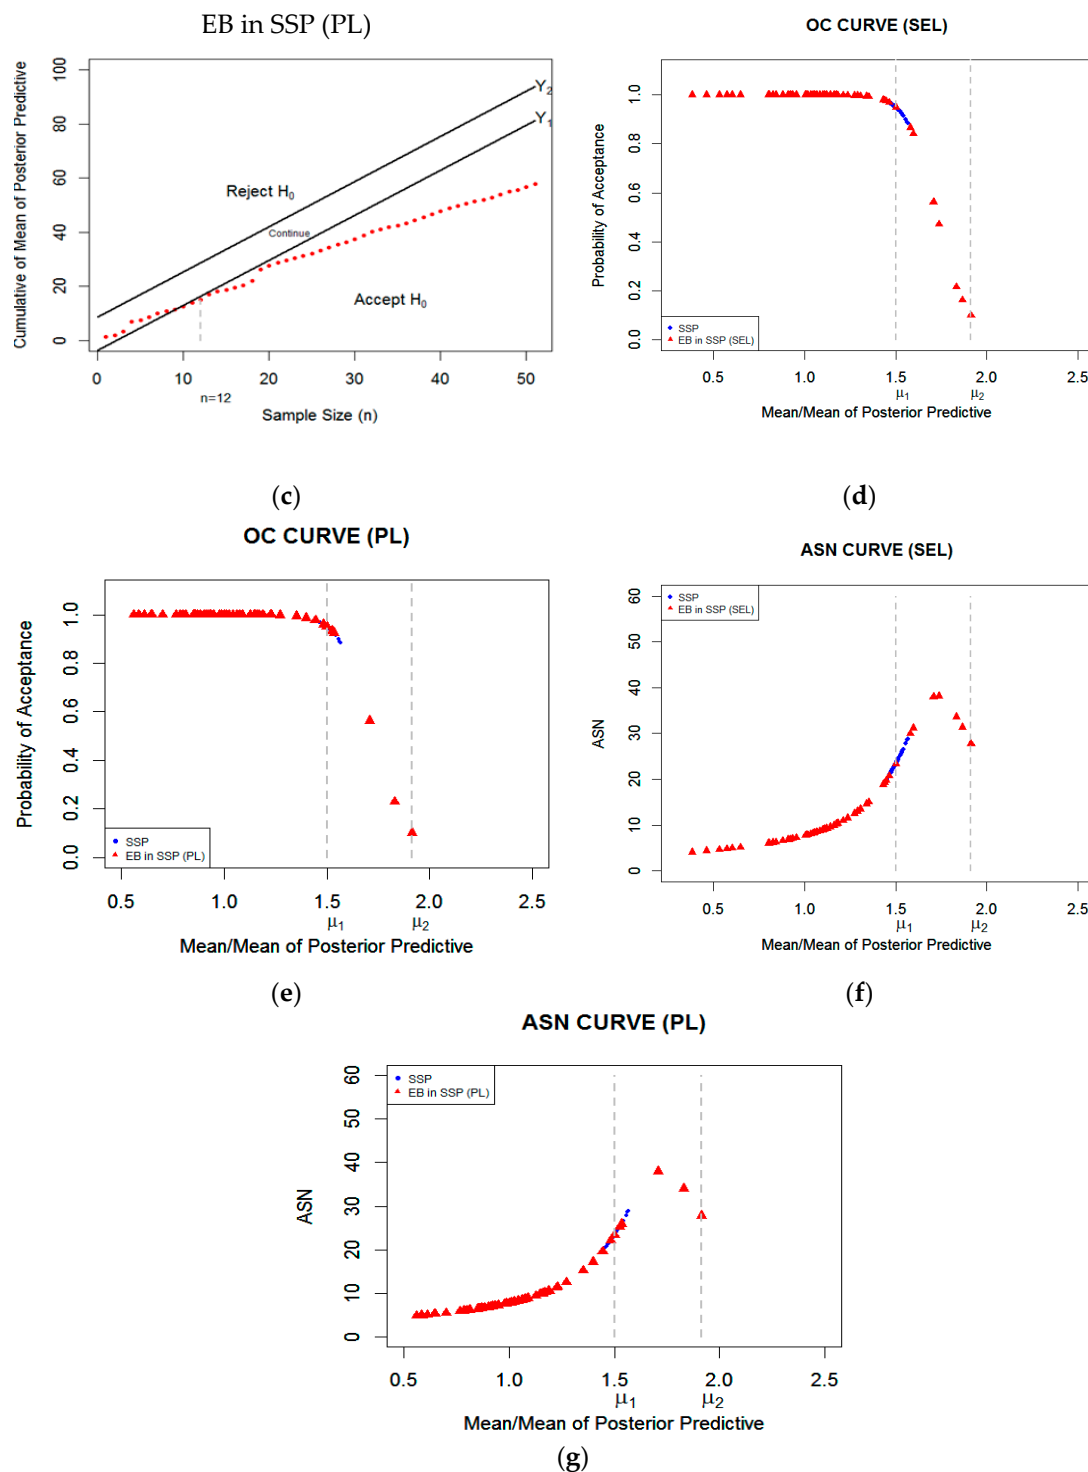 EB in SSP (PL)
Cumulative of Mean of Posterior Predictive
100
80
60
40
20
0
Y2
Y1
Reject H0
Continue
Accept H0
0 10 20 30 40 50
n=12
Sample Size (n)
(c)
OC CURVE (SEL)
Probability of Acceptance
1.0
0.8
0.6
0.4
0.2
0.0
SSP
EB in SSP (SEL)
0.5 1.0 1.5 2.0 2.5
μ1 μ2
Mean/Mean of Posterior Predictive
(d)
OC CURVE (PL)
Probability of Acceptance
1.0
0.8
0.6
0.4
0.2
0.0
SSP
EB in SSP (PL)
0.5 1.0 1.5 2.0 2.5
μ1 μ2
Mean/Mean of Posterior Predictive
(e)
ASN CURVE (SEL)
ASN
60
50
40
30
20
10
0
SSP
EB in SSP (SEL)
0.5 1.0 1.5 2.0 2.5
μ1 μ2
Mean/Mean of Posterior Predictive
(f)
ASN CURVE (PL)
ASN
60
50
40
30
20
10
0
SSP
EB in SSP (PL)
0.5 1.0 1.5 2.0 2.5
μ1 μ2
Mean/Mean of Posterior Predictive
(g)